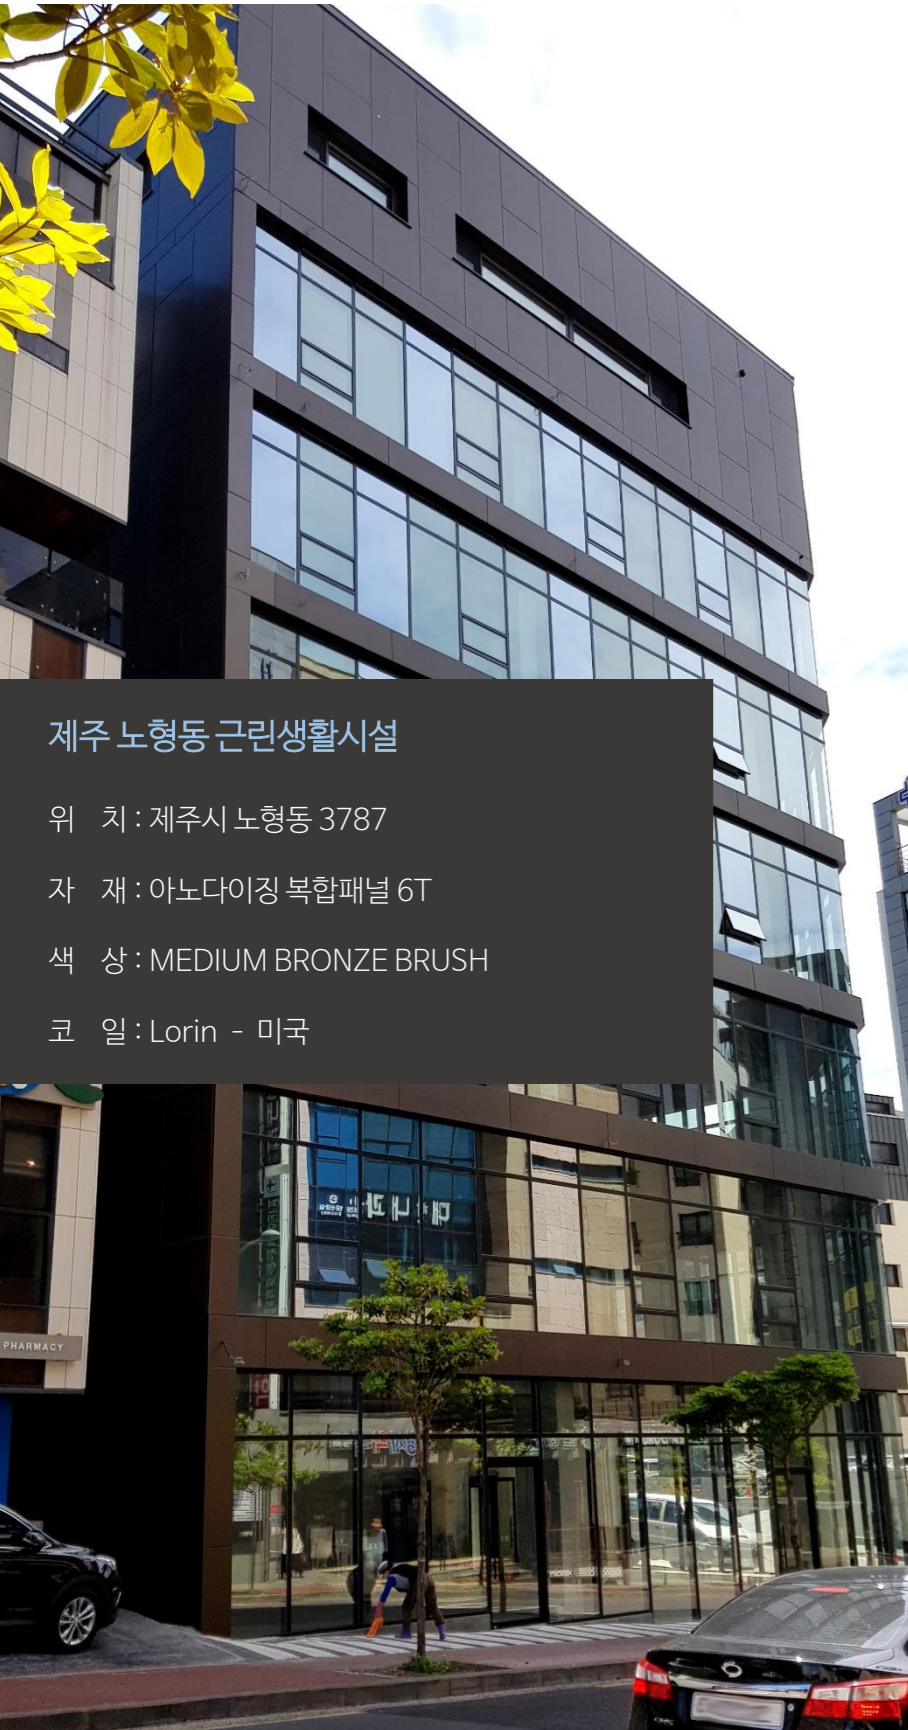 제주 노형동 근린생활시설
위 치 : 제주시 노형동 3787
자 재 : 아노다이징 복합패널 6T
색 상 : MEDIUM BRONZE BRUSH
코 일 : Lorin - 미국
PHARMACY